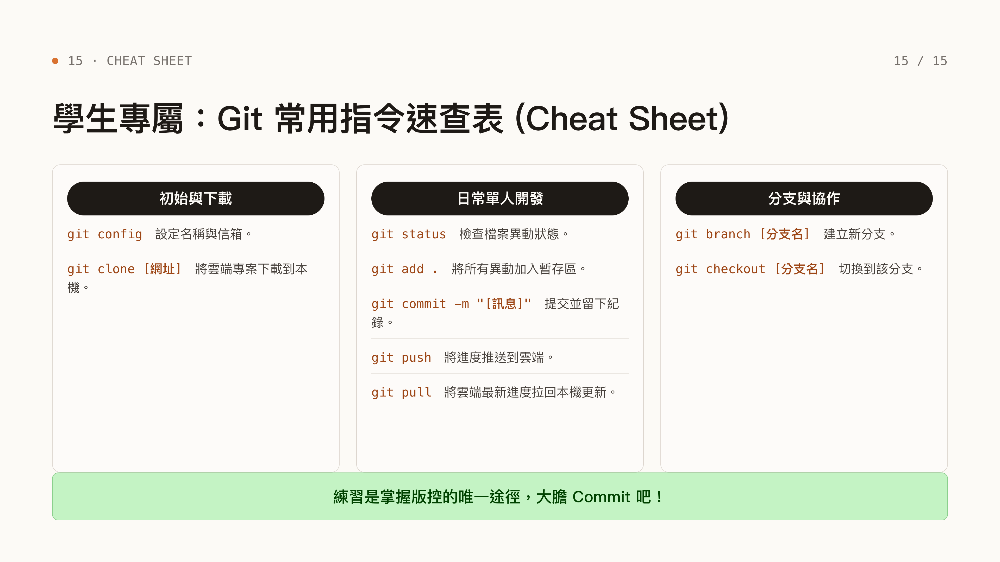 15 · CHEAT SHEET
15 / 15
學生專屬：Git 常用指令速查表 (Cheat Sheet)
初始與下載
git config 設定名稱與信箱。
git clone [網址] 將雲端專案下載到本
機。
日常單人開發
git status 檢查檔案異動狀態。
git add . 將所有異動加入暫存區。
git commit -m "[訊息]" 提交並留下紀
錄。
git push 將進度推送到雲端。
git pull 將雲端最新進度拉回本機更新。
分支與協作
git branch [分支名] 建立新分支。
git checkout [分支名] 切換到該分支。
練習是掌握版控的唯一途徑，大膽 Commit 吧！